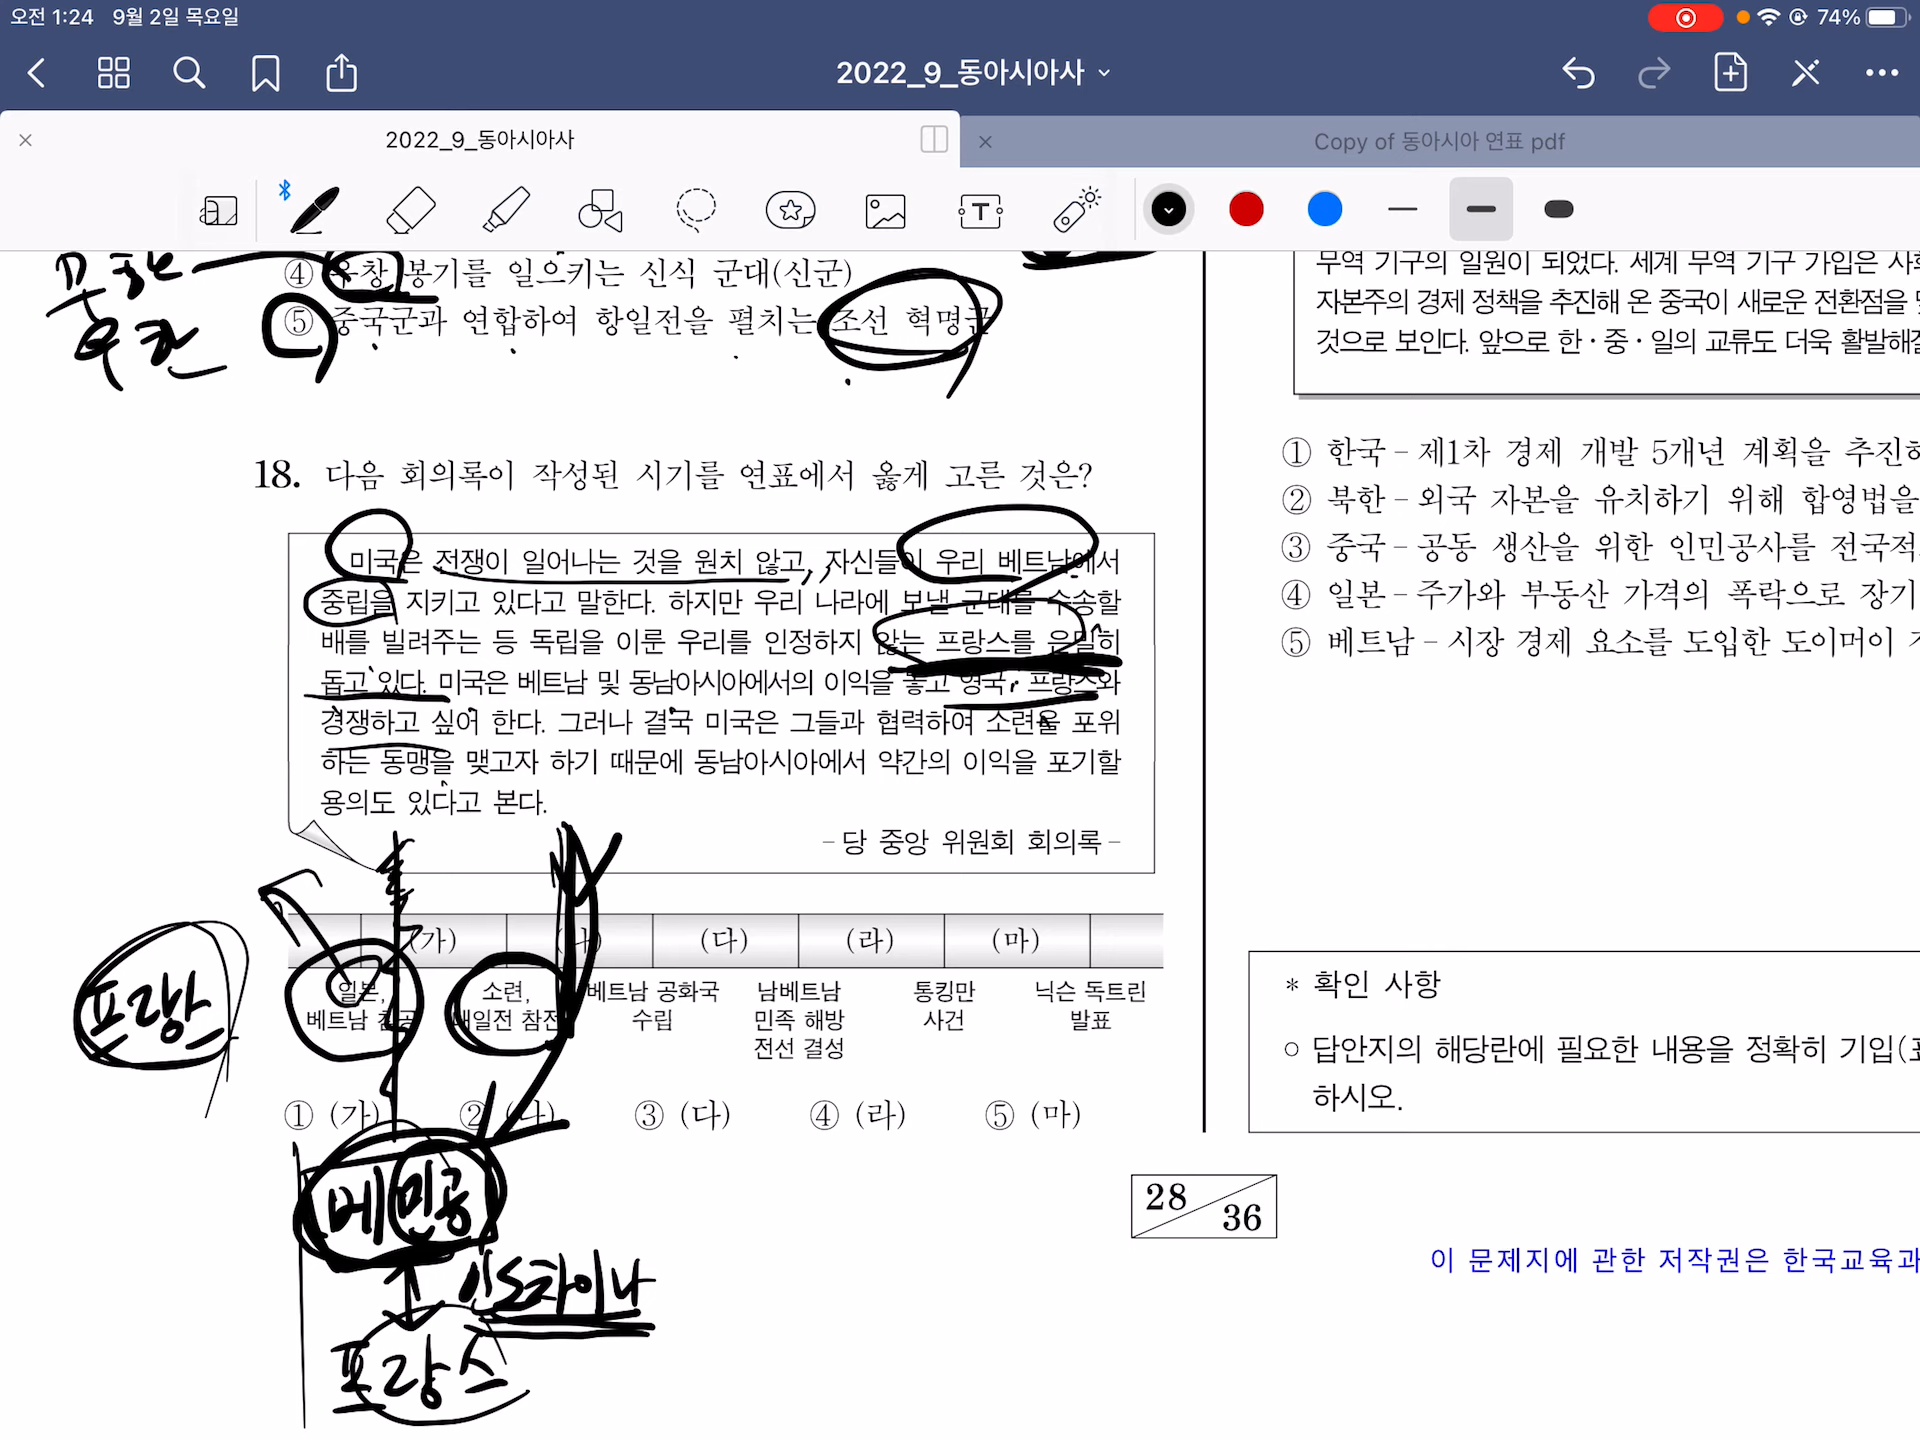 오전 1:24 9월 2일 목요일
74%
2022_9_동아시아사
2022_9_동아시아사
Copy of 동아시아 연표 pdf
④ 우창 봉기를 일으키는 신식 군대(신군)
⑤ 중국군과 연합하여 항일전을 펼치는 조선 혁명군
우창
18. 다음 회의록이 작성된 시기를 연표에서 옳게 고른 것은?
미국은 전쟁이 일어나는 것을 원치 않고, 자신들이 우리 베트남에서
중립을 지키고 있다고 말한다. 하지만 우리 나라에 보낼 군대를 수송할
배를 빌려주는 등 독립을 이룬 우리를 인정하지 않는 프랑스를 은밀히
돕고 있다. 미국은 베트남 및 동남아시아에서의 이익을 놓고 영국, 프랑스와
경쟁하고 싶어 한다. 그러나 결국 미국은 그들과 협력하여 소련을 포위
하는 동맹을 맺고자 하기 때문에 동남아시아에서 약간의 이익을 포기할
용의도 있다고 본다.
- 당 중앙 위원회 회의록 -
(가) (나) (다) (라) (마)
일본, 베트남 침공
소련, 대일전 참전
베트남 공화국 수립
남베트남 민족 해방 전선 결성
통킹만 사건
닉슨 독트린 발표
프랑스
① (가) ② (나) ③ (다) ④ (라) ⑤ (마)
베민공
인도차이나
프랑스
28
36
무역 기구의 일원이 되었다. 세계 무역 기구 가입은
자본주의 경제 정책을 추진해 온 중국이 새로운 전환점을
것으로 보인다. 앞으로 한·중·일의 교류도 더욱
① 한국 - 제1차 경제 개발 5개년 계획을
② 북한 - 외국 자본을 유치하기 위해 합영법을
③ 중국 - 공동 생산을 위한 인민공사를
④ 일본 - 주가와 부동산 가격의 폭락으로 장기
⑤ 베트남 - 시장 경제 요소를 도입한 도이머이
* 확인 사항
○ 답안지의 해당란에 필요한 내용을 정확히 기입(
하시오.
이 문제지에 관한 저작권은